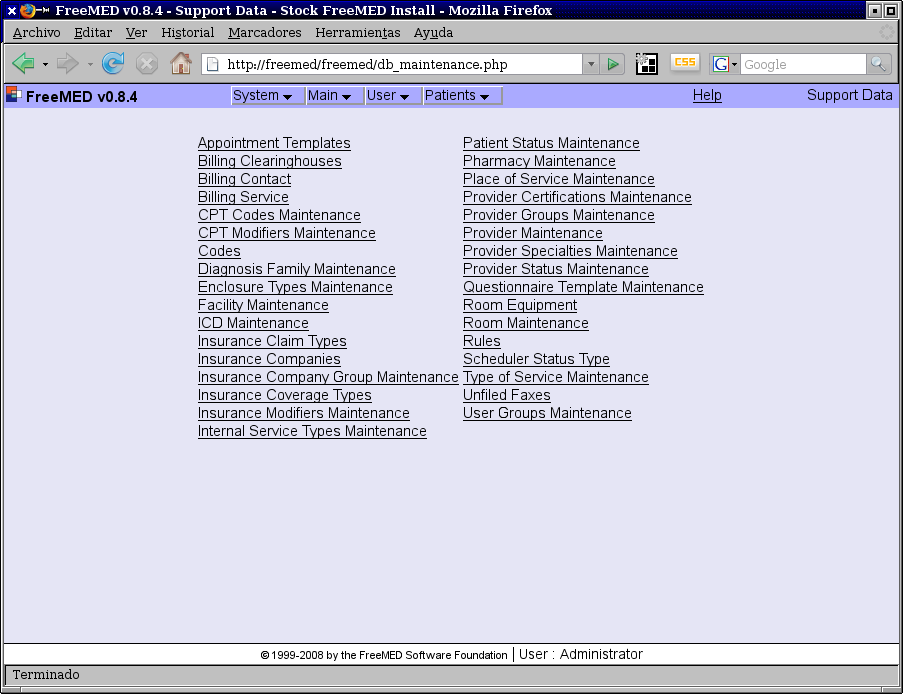 FreeMED v0.8.4 - Support Data - Stock FreeMED Install - Mozilla Firefox
Archivo Editar Ver Historial Marcadores Herramientas Ayuda
http://freemed/freemed/db_maintenance.php CSS G Google
FreeMED v0.8.4 System Main User Patients Help Support Data
Appointment Templates Patient Status Maintenance
Billing Clearinghouses Pharmacy Maintenance
Billing Contact Place of Service Maintenance
Billing Service Provider Certifications Maintenance
CPT Codes Maintenance Provider Groups Maintenance
CPT Modifiers Maintenance Provider Maintenance
Codes Provider Specialties Maintenance
Diagnosis Family Maintenance Provider Status Maintenance
Enclosure Types Maintenance Questionnaire Template Maintenance
Facility Maintenance Room Equipment
ICD Maintenance Room Maintenance
Insurance Claim Types Rules
Insurance Companies Scheduler Status Type
Insurance Company Group Maintenance Type of Service Maintenance
Insurance Coverage Types Unfiled Faxes
Insurance Modifiers Maintenance User Groups Maintenance
Internal Service Types Maintenance
© 1999-2008 by the FreeMED Software Foundation | User : Administrator
Terminado